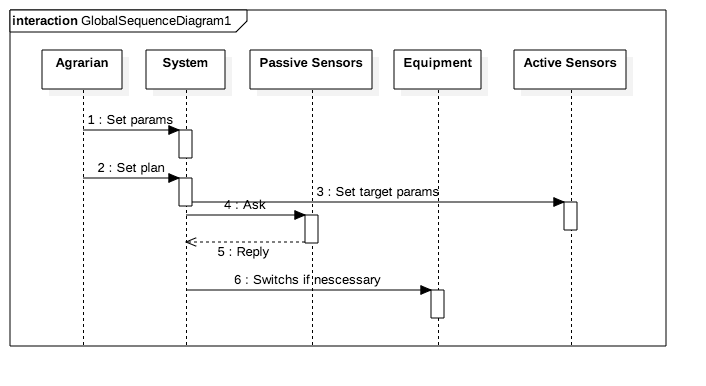 interaction GlobalSequenceDiagram1
Agrarian
System
Passive Sensors
Equipment
Active Sensors
1 : Set params
2 : Set plan
3 : Set target params
4 : Ask
5 : Reply
6 : Switchs if nescessary